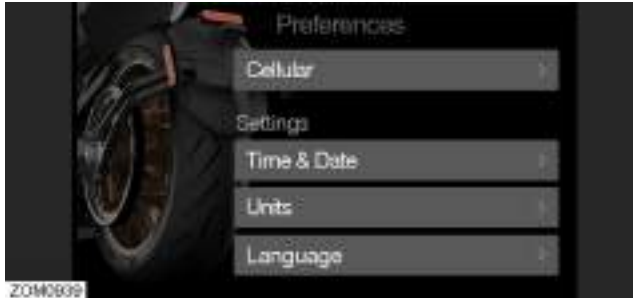 Preferences
Cellular
Settings
Time & Date
Units
Language
ZOM0939